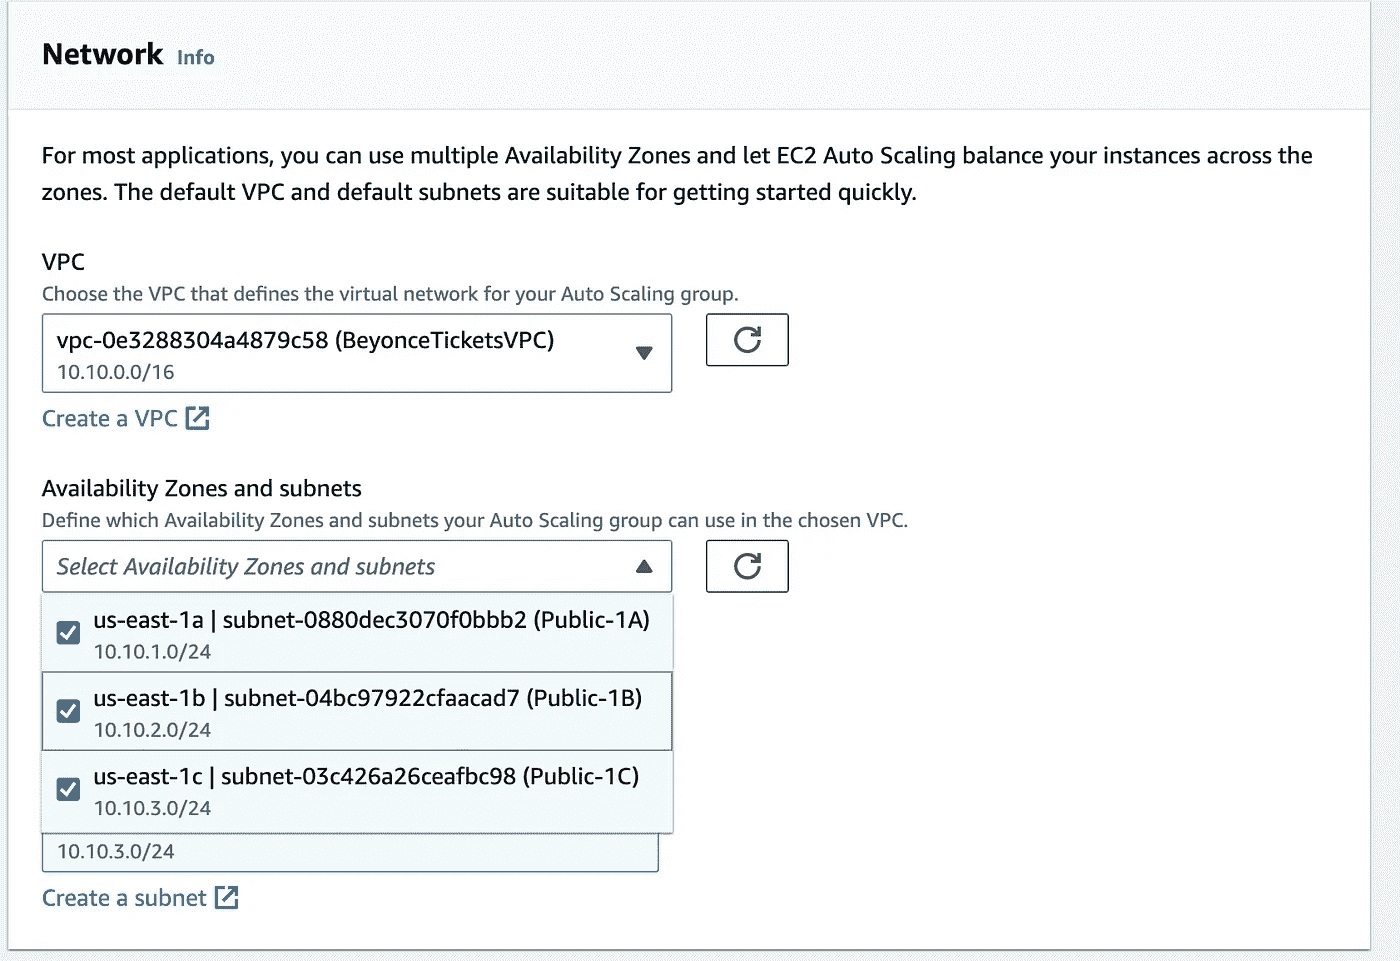 Network Info
For most applications, you can use multiple Availability Zones and let EC2 Auto Scaling balance your instances across the
zones. The default VPC and default subnets are suitable for getting started quickly.
VPC
Choose the VPC that defines the virtual network for your Auto Scaling group.
vpc-0e3288304a4879c58 (BeyonceTicketsVPC)
10.10.0.0/16
Create a VPC
Availability Zones and subnets
Define which Availability Zones and subnets your Auto Scaling group can use in the chosen VPC.
Select Availability Zones and subnets
us-east-1a | subnet-0880dec3070f0bbb2 (Public-1A)
10.10.1.0/24
us-east-1b | subnet-04bc97922cfaacad7 (Public-1B)
10.10.2.0/24
us-east-1c | subnet-03c426a26ceafbc98 (Public-1C)
10.10.3.0/24
10.10.3.0/24
Create a subnet